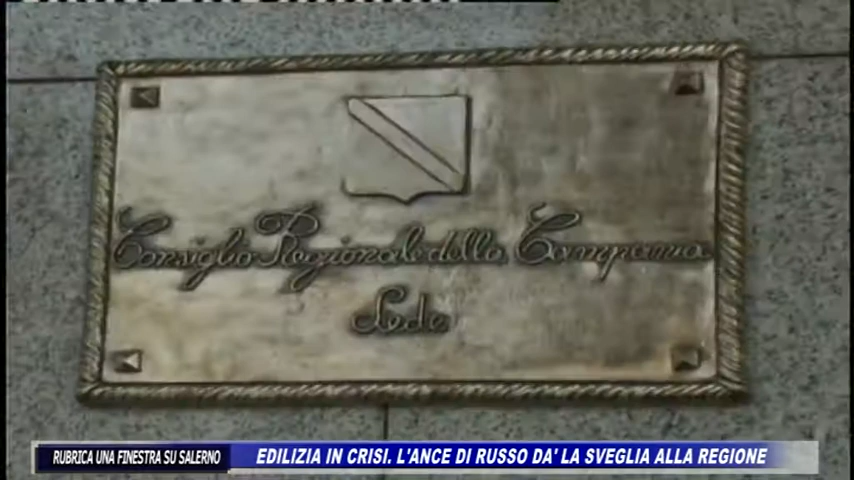 Consiglio Regionale della Campania
Sede
RUBRICA UNA FINESTRA SU SALERNO
EDILIZIA IN CRISI. L'ANCE DI RUSSO DA' LA SVEGLIA ALLA REGIONE